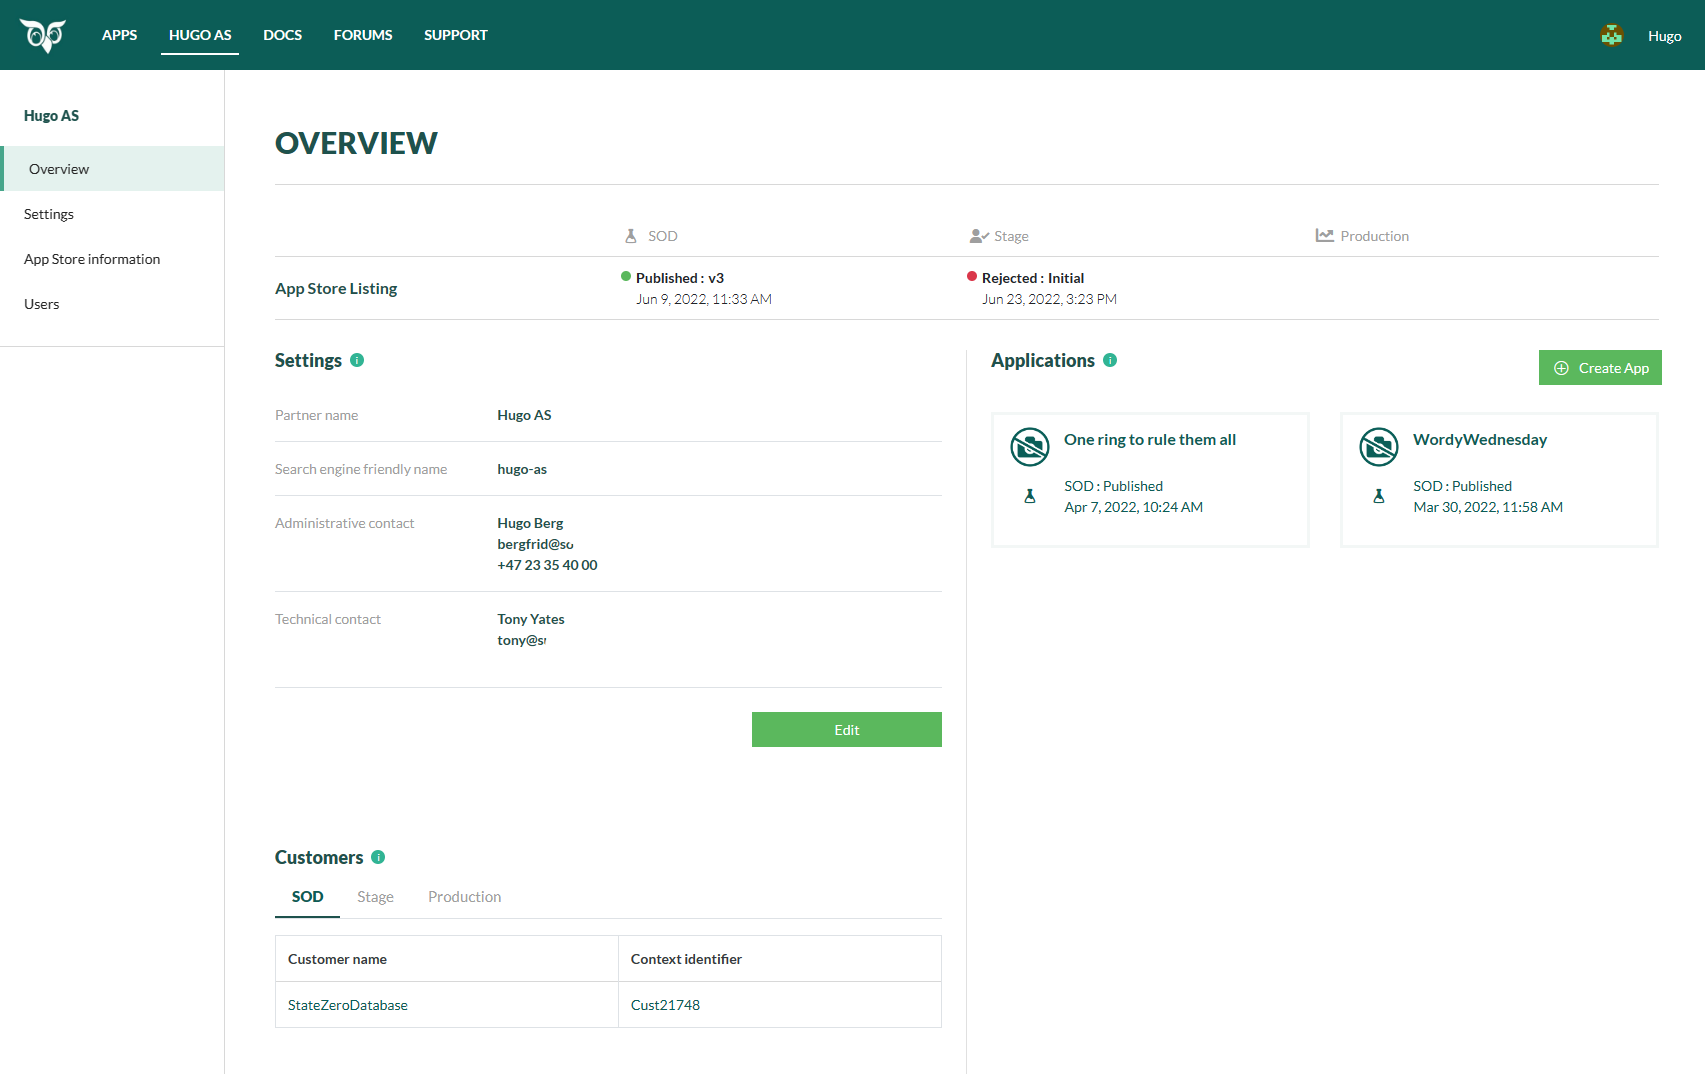 APPS HUGO AS DOCS FORUMS SUPPORT Hugo
Hugo AS
Overview
Settings
App Store information
Users
OVERVIEW
SOD Stage Production
App Store Listing
Published : v3
Jun 9, 2022, 11:33 AM
Rejected : Initial
Jun 23, 2022, 3:23 PM
Settings
Partner name Hugo AS
Search engine friendly name hugo-as
Administrative contact Hugo Berg
+47 23 35 40 00
Technical contact Tony Yates
Edit
Customers
SOD Stage Production
Customer name Context identifier
StateZeroDatabase Cust21748
Applications
Create App
One ring to rule them all
SOD : Published
Apr 7, 2022, 10:24 AM
WordyWednesday
SOD : Published
Mar 30, 2022, 11:58 AM